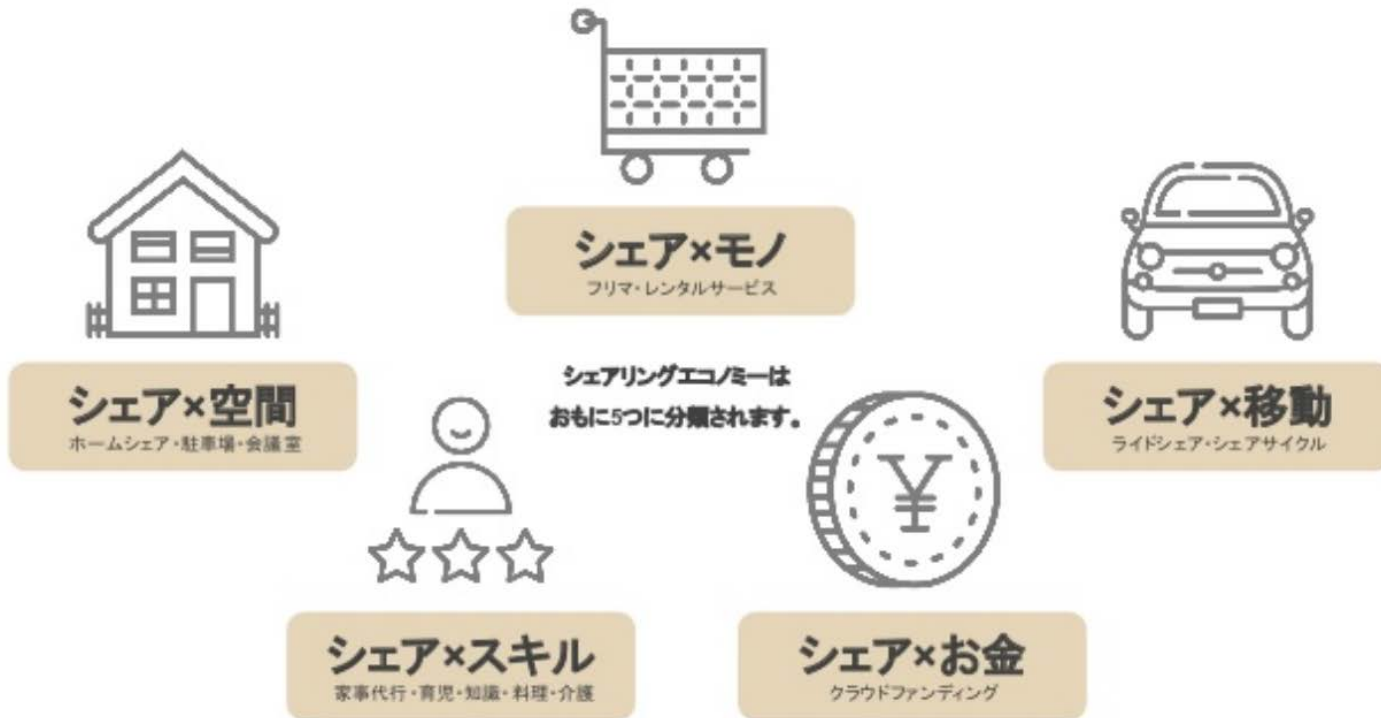 シェア×モノ
フリマ・レンタルサービス
シェア×空間
ホームシェア・駐車場・会議室
シェアリングエコノミーは
おもに5つに分類されます。
シェア×移動
ライドシェア・シェアサイクル
シェア×スキル
家事代行・育児・知識・料理・介護
シェア×お金
クラウドファンディング
¥